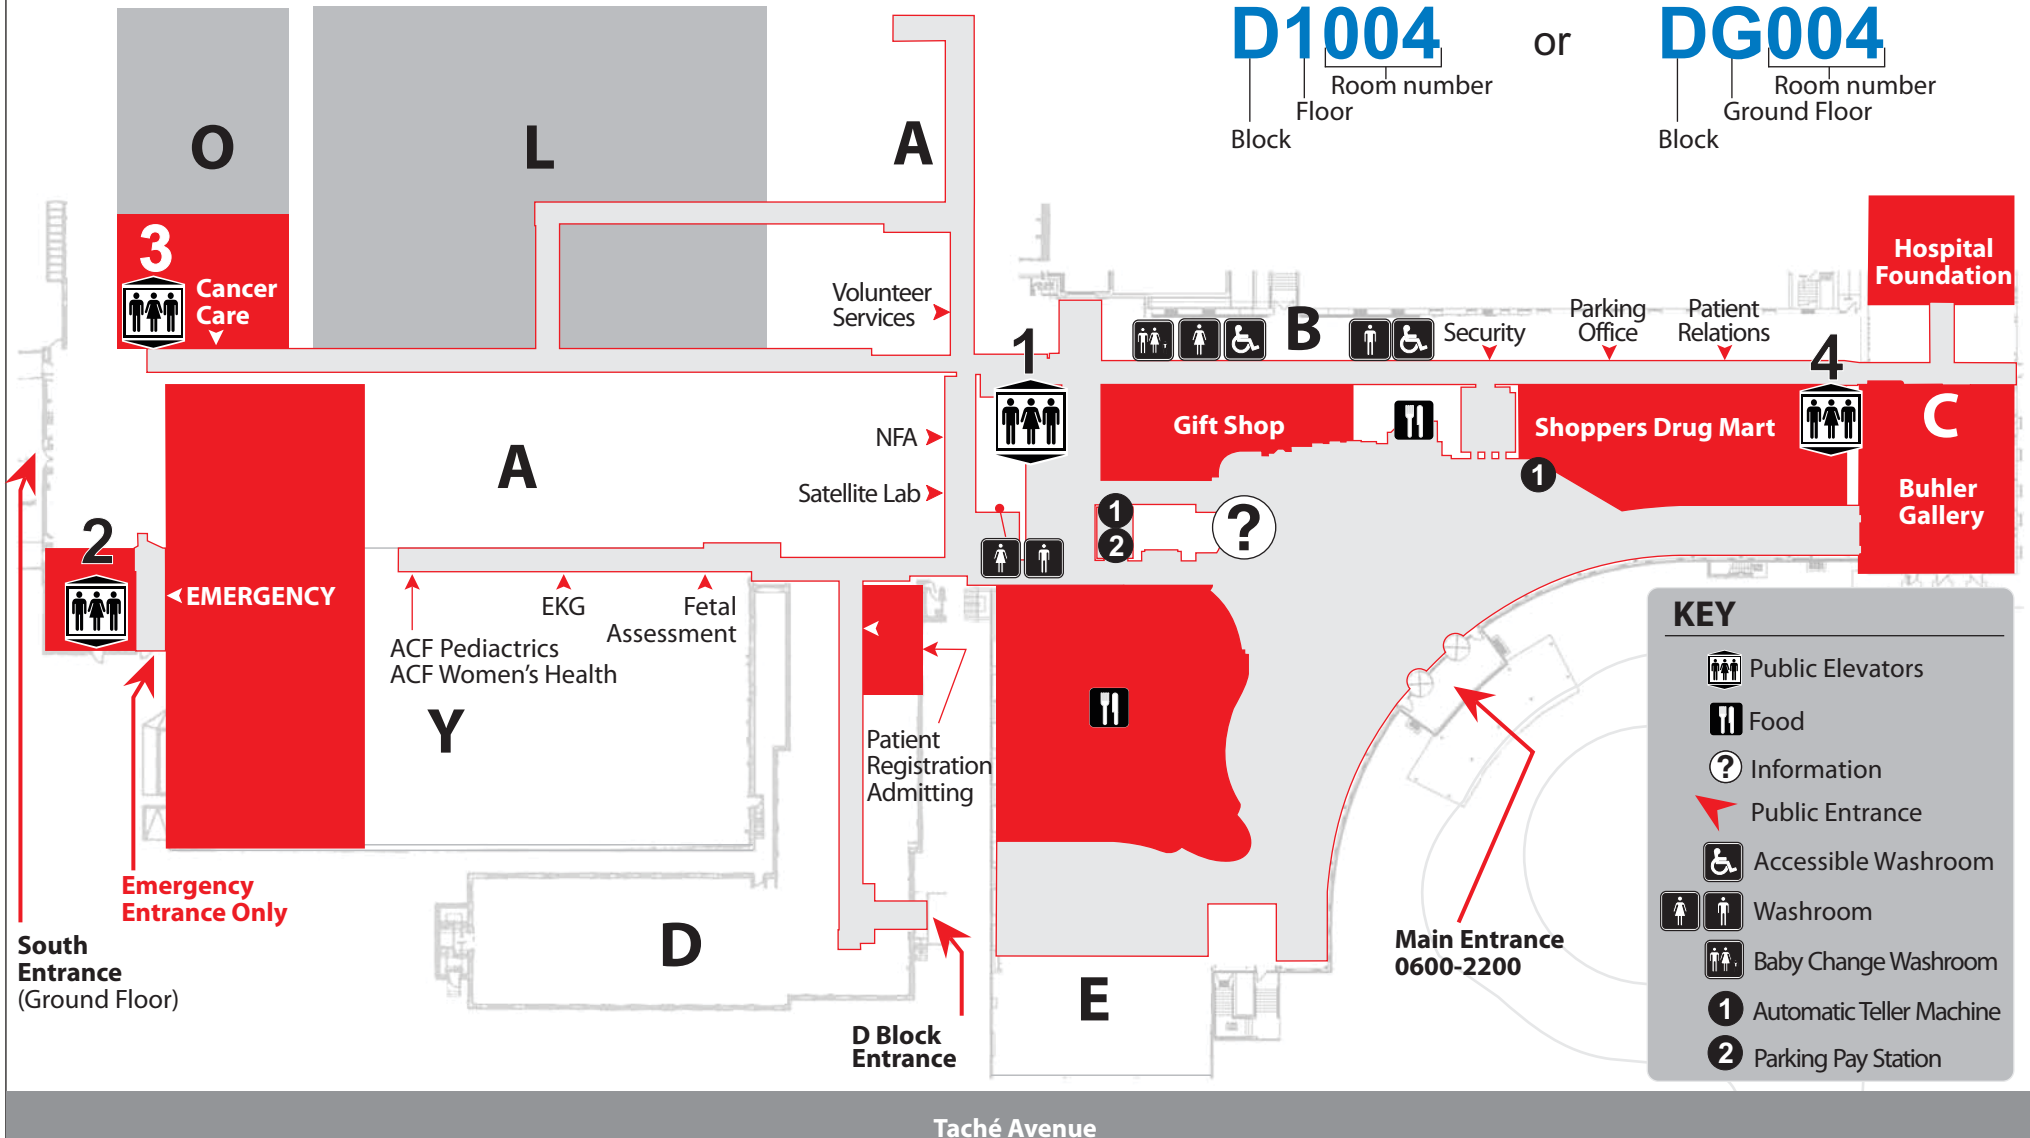 D1004
or
DG004
Room number
Floor
Block
Room number
Ground Floor
Block
O
L
A
3
Cancer
Care
Volunteer
Services
1
B
Security
Parking
Office
Patient
Relations
4
Hospital
Foundation
A
NFA
Satellite Lab
Gift Shop
Shoppers Drug Mart
C
Buhler
Gallery
1
1
2
?
2
EMERGENCY
ACF Pediactrics
ACF Women's Health
EKG
Fetal
Assessment
Y
Patient
Registration
Admitting
Emergency
Entrance Only
South
Entrance
(Ground Floor)
D
D Block
Entrance
E
Main Entrance
0600-2200
KEY
Public Elevators
Food
? Information
Public Entrance
Accessible Washroom
Washroom
Baby Change Washroom
1 Automatic Teller Machine
2 Parking Pay Station
Taché Avenue